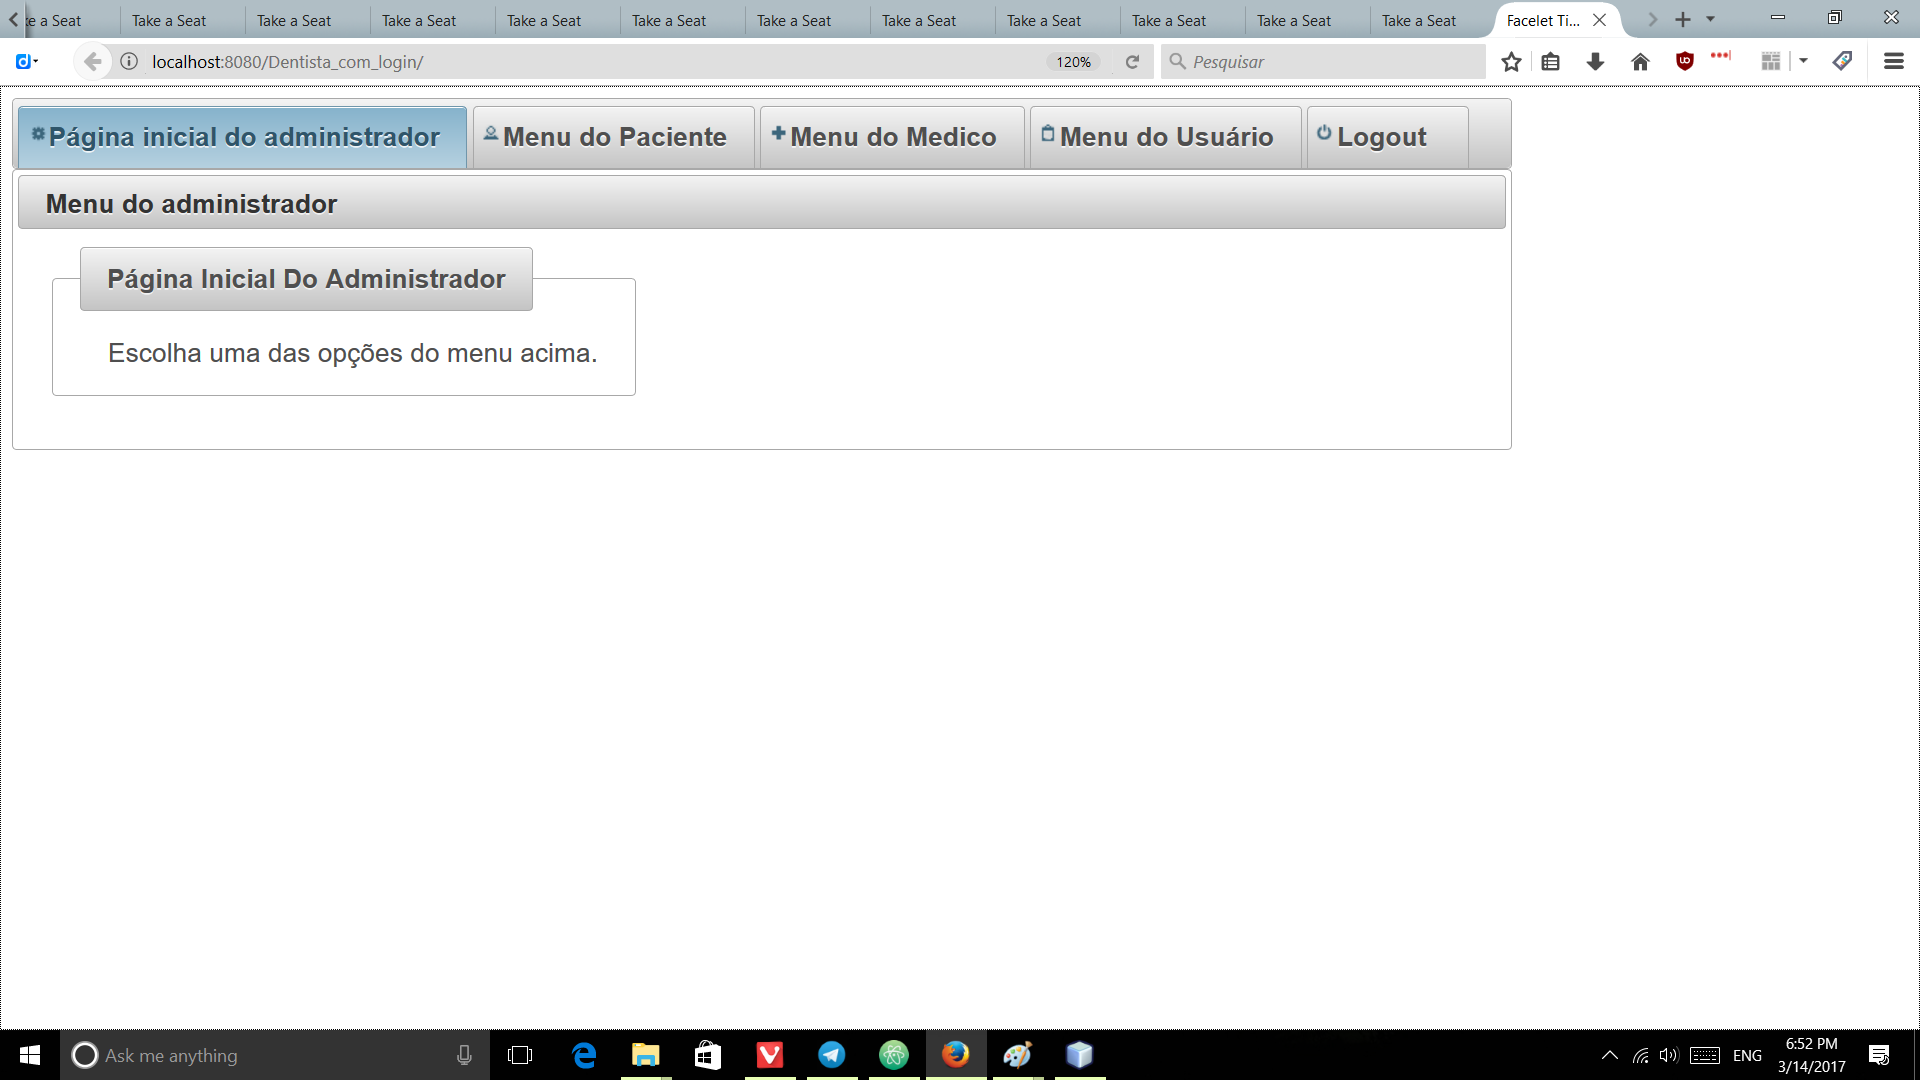 ke a Seat Take a Seat Take a Seat Take a Seat Take a Seat Take a Seat Take a Seat Take a Seat Take a Seat Take a Seat Take a Seat Take a Seat Facelet Ti...
localhost:8080/Dentista_com_login/ 120% Pesquisar
Página inicial do administrador Menu do Paciente Menu do Medico Menu do Usuário Logout
Menu do administrador
Página Inicial Do Administrador
Escolha uma das opções do menu acima.
Ask me anything ENG
6:52 PM
3/14/2017